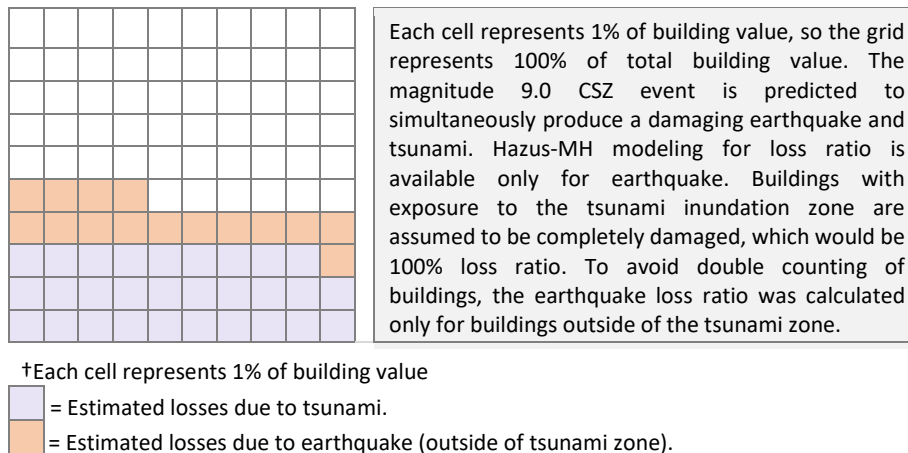 Each cell represents 1% of building value, so the grid
represents 100% of total building value. The
magnitude 9.0 CSZ event is predicted to
simultaneously produce a damaging earthquake and
tsunami. Hazus-MH modeling for loss ratio is
available only for earthquake. Buildings with
exposure to the tsunami inundation zone are
assumed to be completely damaged, which would be
100% loss ratio. To avoid double counting of
buildings, the earthquake loss ratio was calculated
only for buildings outside of the tsunami zone.
†Each cell represents 1% of building value
= Estimated losses due to tsunami.
= Estimated losses due to earthquake (outside of tsunami zone).